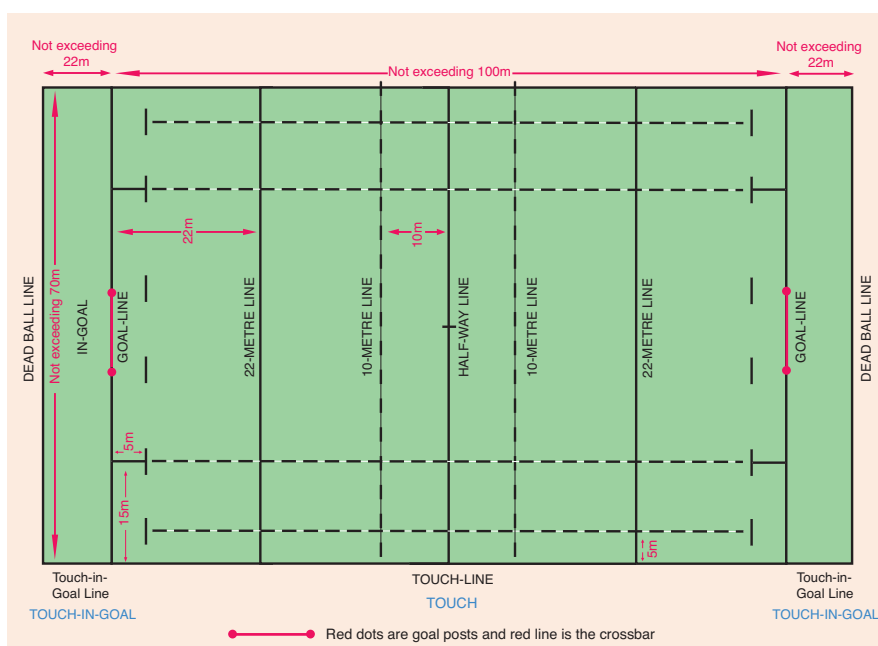 Not exceeding
22m
Not exceeding 100m
Not exceeding
22m
DEAD BALL LINE
Not exceeding 70m
IN-GOAL
GOAL-LINE
22m
22-METRE LINE
10-METRE LINE
10m
HALF-WAY LINE
10-METRE LINE
22-METRE LINE
GOAL-LINE
DEAD BALL LINE
5m
15m
5m
Touch-in-
Goal Line
TOUCH-IN-GOAL
TOUCH-LINE
TOUCH
Touch-in-
Goal Line
TOUCH-IN-GOAL
Red dots are goal posts and red line is the crossbar